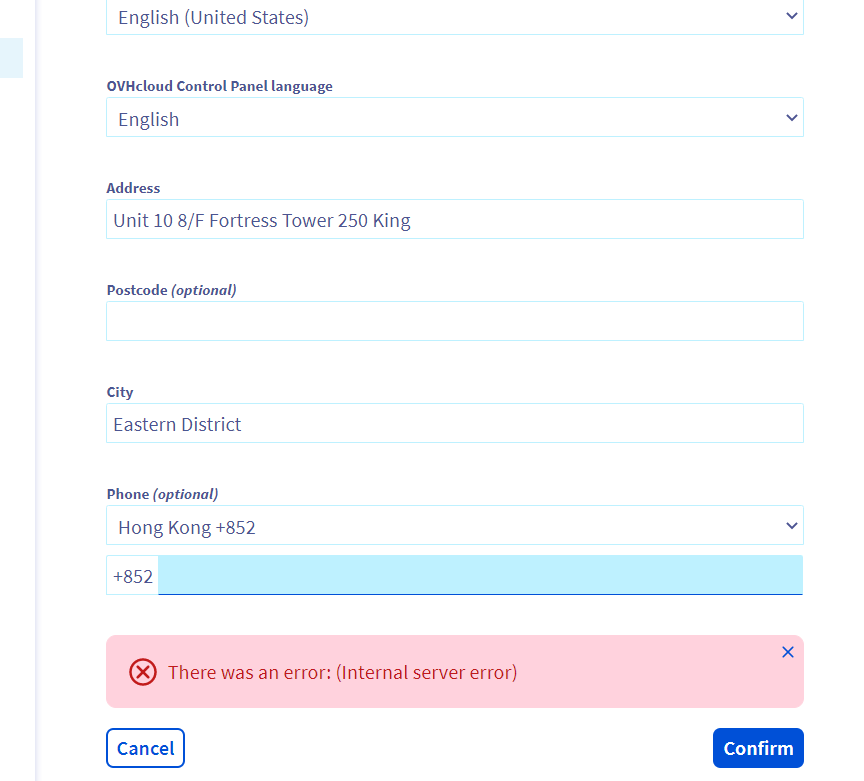 English (United States)
OVHcloud Control Panel language
English
Address
Unit 10 8/F Fortress Tower 250 King
Postcode (optional)
City
Eastern District
Phone (optional)
Hong Kong +852
+852
There was an error: (Internal server error)
Cancel
Confirm